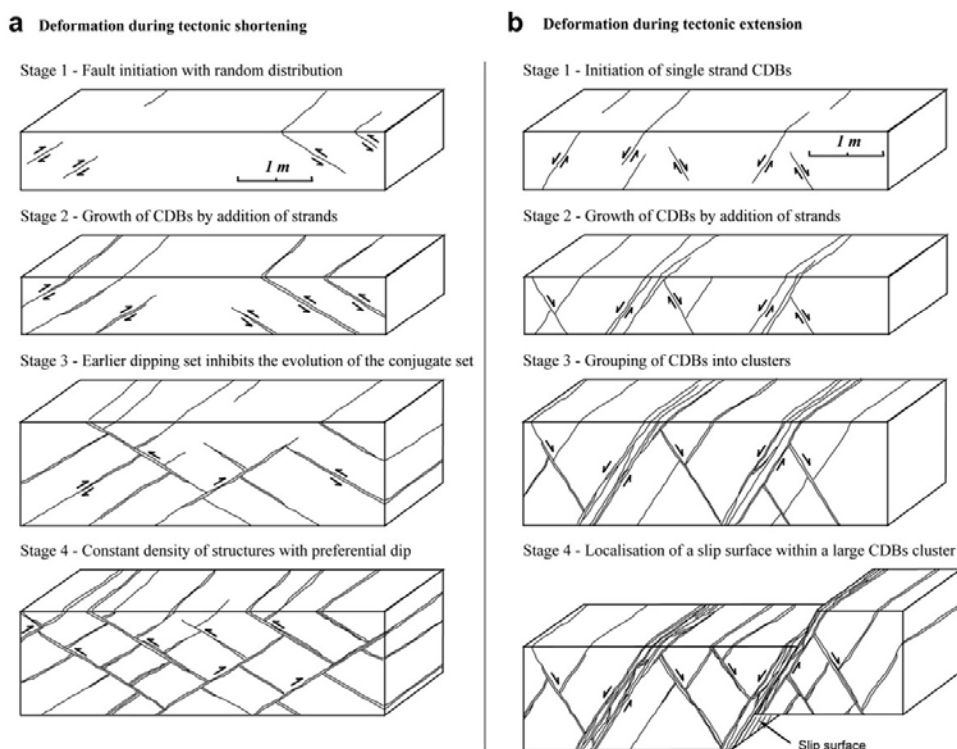 a Deformation during tectonic shortening
Stage 1 - Fault initiation with random distribution
1 m
Stage 2 - Growth of CDBs by addition of strands
Stage 3 - Earlier dipping set inhibits the evolution of the conjugate set
Stage 4 - Constant density of structures with preferential dip
b Deformation during tectonic extension
Stage 1 - Initiation of single strand CDBs
1 m
Stage 2 - Growth of CDBs by addition of strands
Stage 3 - Grouping of CDBs into clusters
Stage 4 - Localisation of a slip surface within a large CDBs cluster
Slip surface